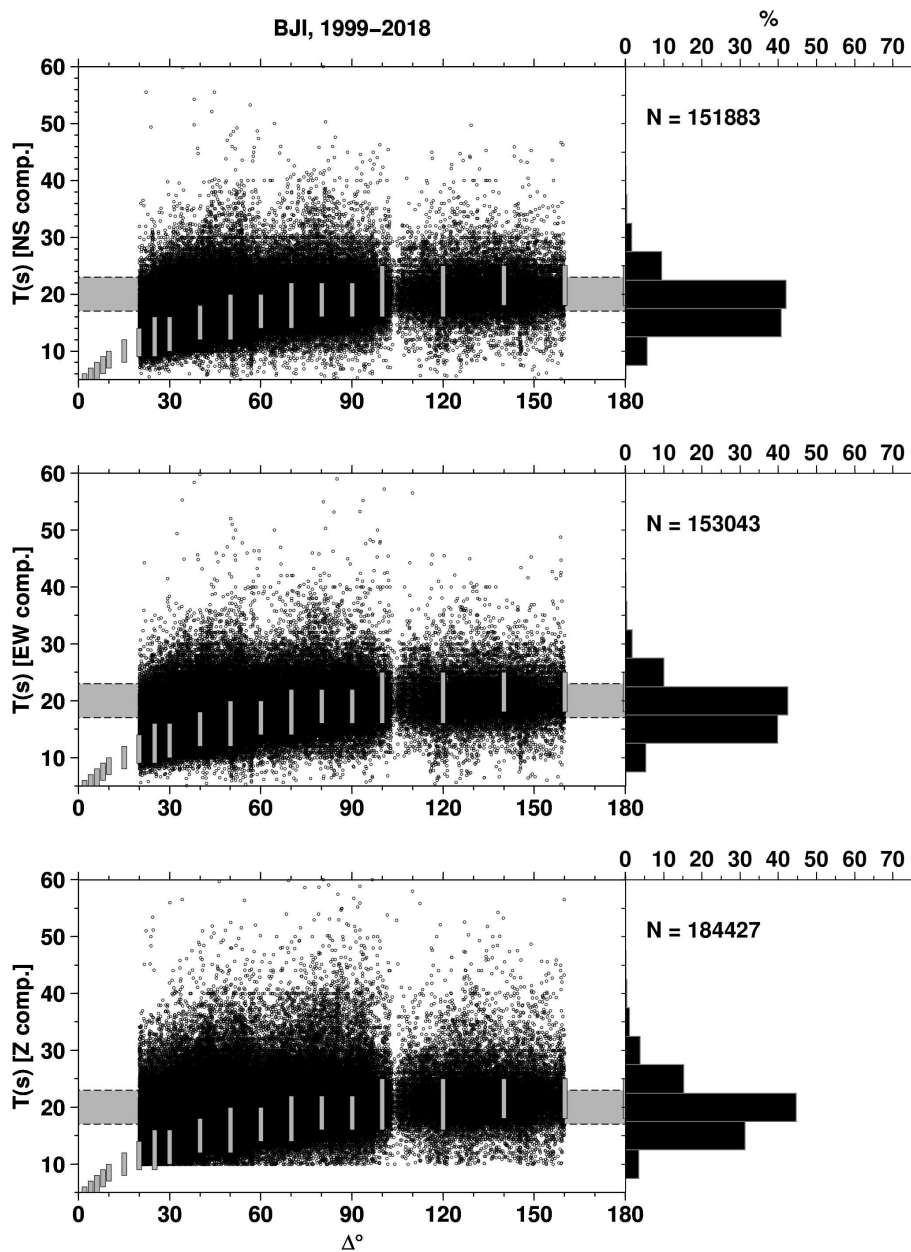 BJI, 1999−2018
%
0 10 20 30 40 50 60 70
60
50
40
30
20
10
T(s) [NS comp.]
N = 151883
0 30 60 90 120 150 180
0 10 20 30 40 50 60 70
60
50
40
30
20
10
T(s) [EW comp.]
N = 153043
0 30 60 90 120 150 180
0 10 20 30 40 50 60 70
60
50
40
30
20
10
T(s) [Z comp.]
N = 184427
0 30 60 90 120 150 180
Δ°